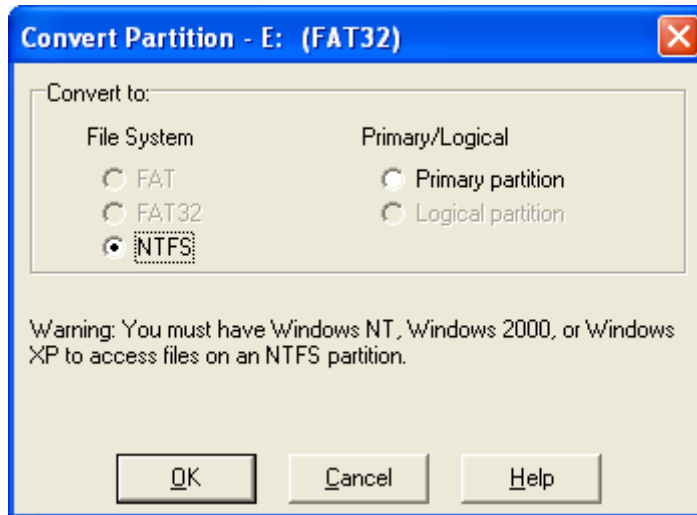 Convert Partition - E: (FAT32)
Convert to:
File System
Primary/Logical
FAT
Primary partition
FAT32
Logical partition
NTFS
Warning: You must have Windows NT, Windows 2000, or Windows
XP to access files on an NTFS partition.
OK
Cancel
Help